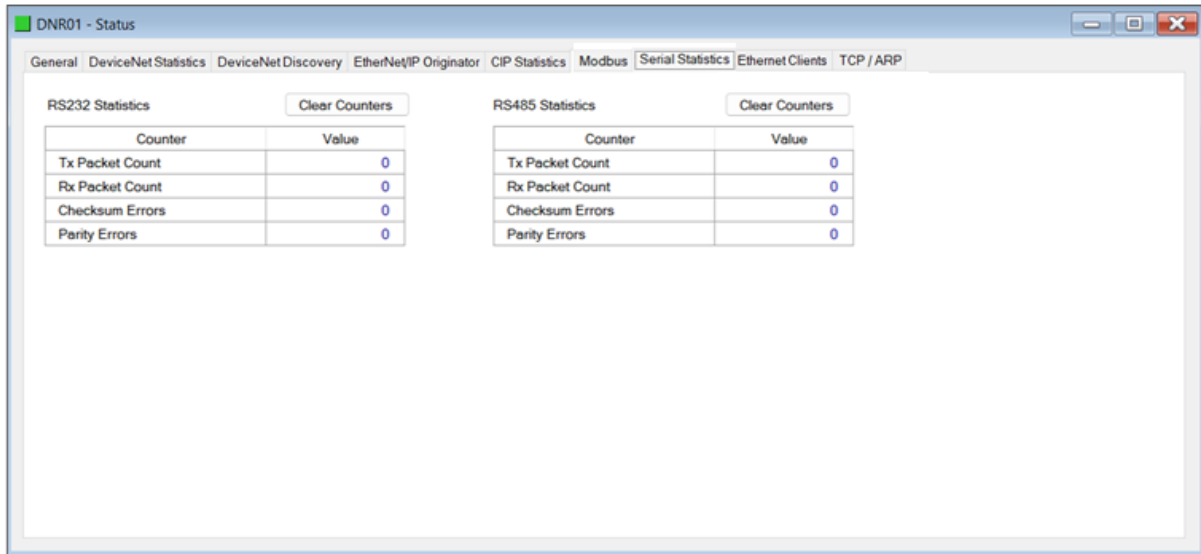 DNR01 - Status
General DeviceNet Statistics DeviceNet Discovery EtherNet/IP Originator CIP Statistics Modbus Serial Statistics Ethernet Clients TCP / ARP
RS232 Statistics Clear Counters RS485 Statistics Clear Counters
Counter Value Counter Value
Tx Packet Count 0 Tx Packet Count 0
Rx Packet Count 0 Rx Packet Count 0
Checksum Errors 0 Checksum Errors 0
Parity Errors 0 Parity Errors 0